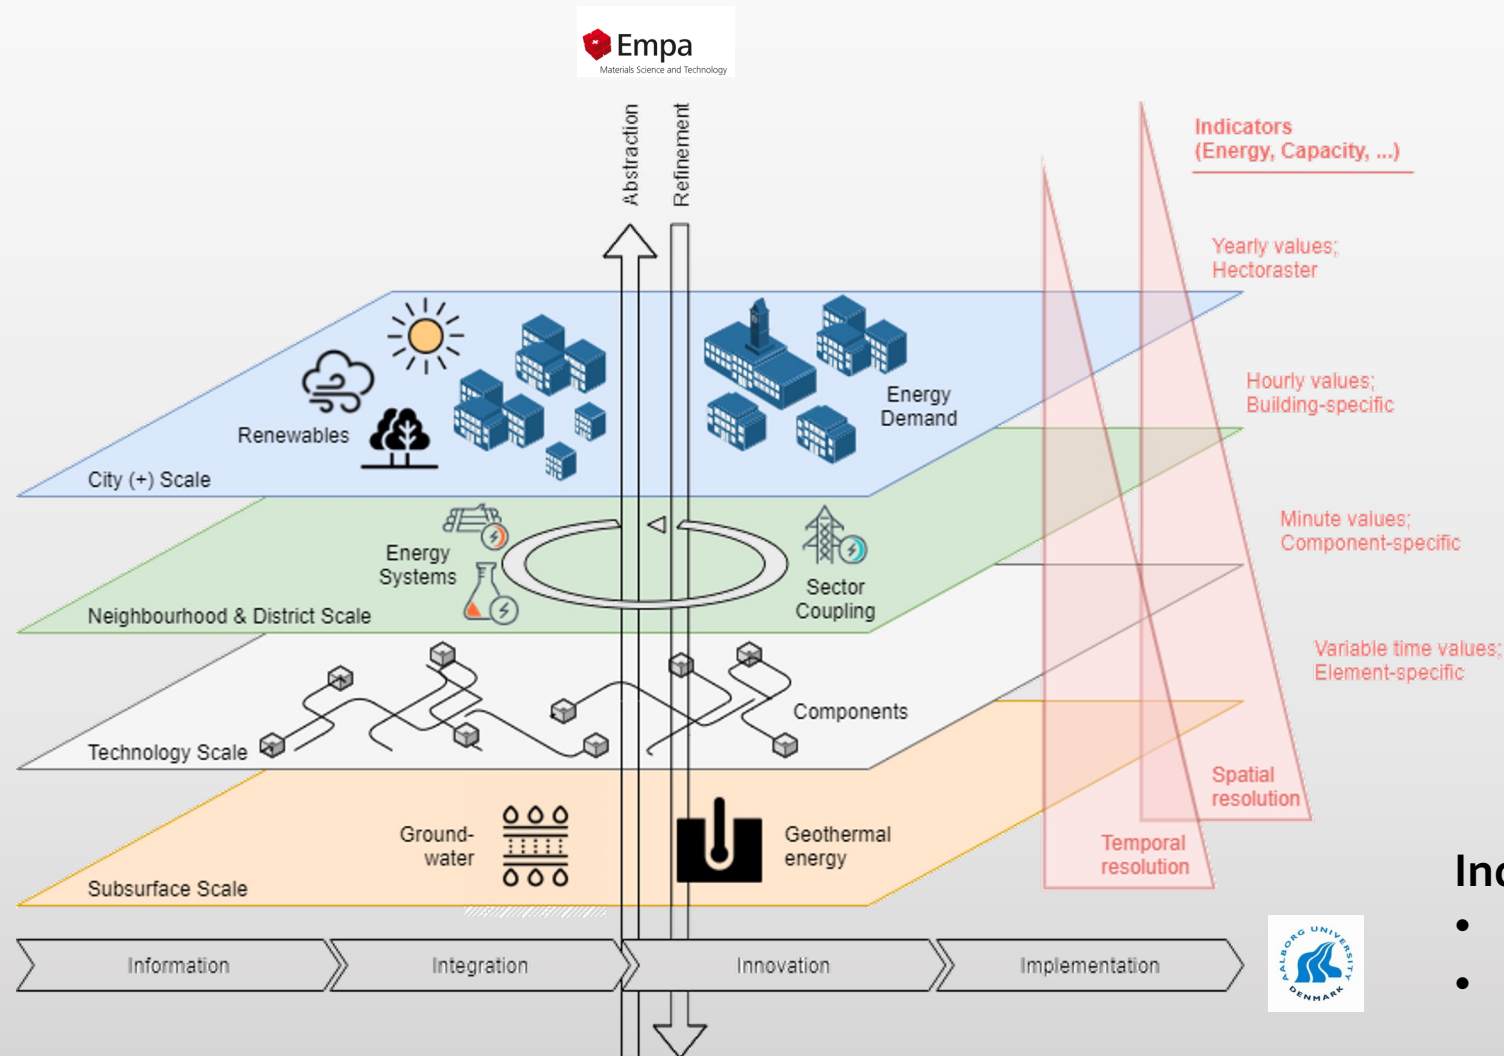 Empa
Materials Science and Technology
Abstraction
Refinement
Indicators
(Energy, Capacity, ...)
Yearly values;
Hectoraster
Hourly values;
Building-specific
Minute values;
Component-specific
Variable time values;
Element-specific
Renewables
Energy
Demand
City (+) Scale
Energy
Systems
Sector
Coupling
Neighbourhood & District Scale
Components
Technology Scale
Ground-
water
Geothermal
energy
Subsurface Scale
Spatial
resolution
Temporal
resolution
Information
Integration
Innovation
Implementation
AALBORG UNIVERSITY
DENMARK